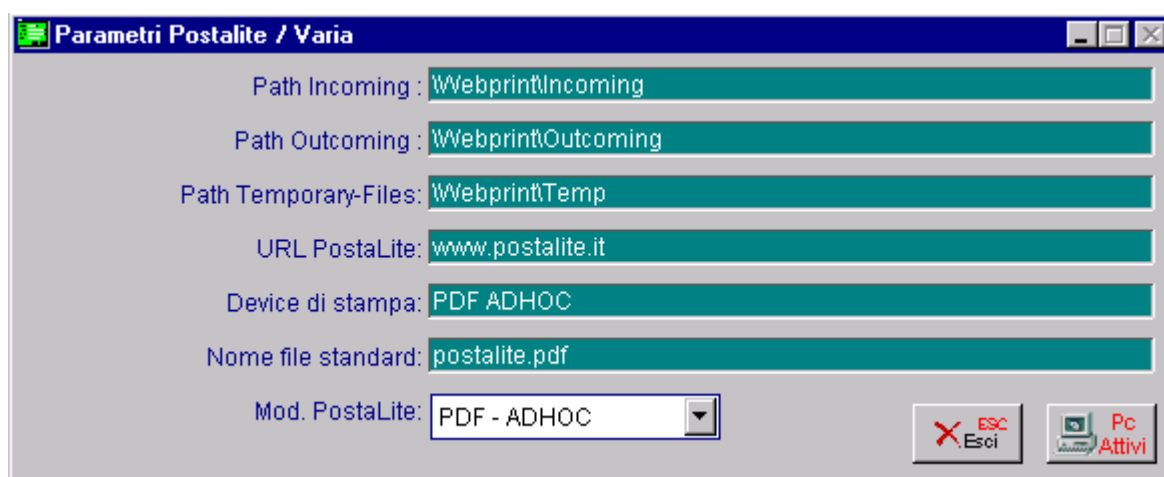 Parametri Postalite / Varia
Path Incoming : \Webprint\Incoming
Path Outcoming : \Webprint\Outcoming
Path Temporary-Files: \Webprint\Temp
URL PostaLite: www.postalite.it
Device di stampa: PDF ADHOC
Nome file standard: postalite.pdf
Mod. PostaLite: PDF - ADHOC
ESC
Esci
Pc
Attivi